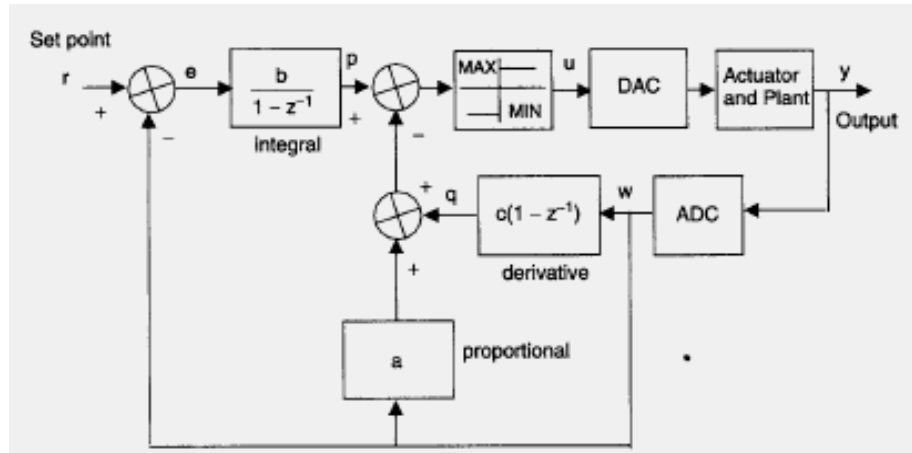 Set point
r
+
−
e
b
1 − z⁻¹
integral
p
+
−
MAX
MIN
u
DAC
Actuator
and Plant
y
Output
+
q
c(1 − z⁻¹)
derivative
w
ADC
+
a
proportional